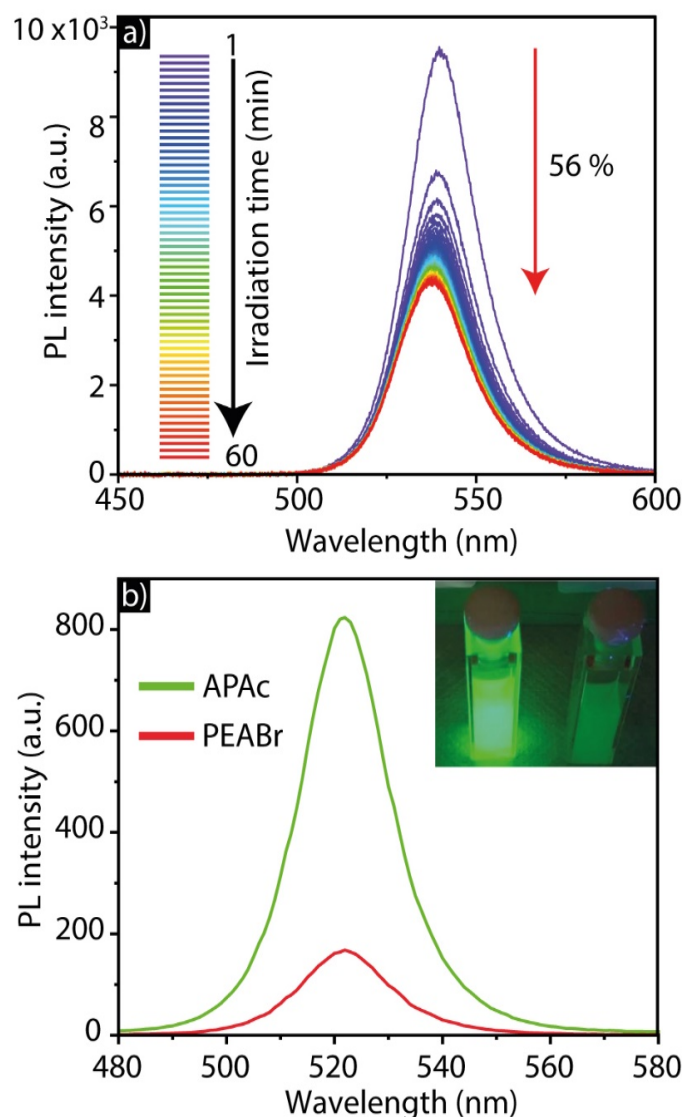 a)
10 x10³
8
6
4
2
0
PL intensity (a.u.)
1
Irradiation time (min)
60
56 %
450
500
550
600
Wavelength (nm)
b)
800
600
400
200
0
PL intensity (a.u.)
APAc
PEABr
480
500
520
540
560
580
Wavelength (nm)